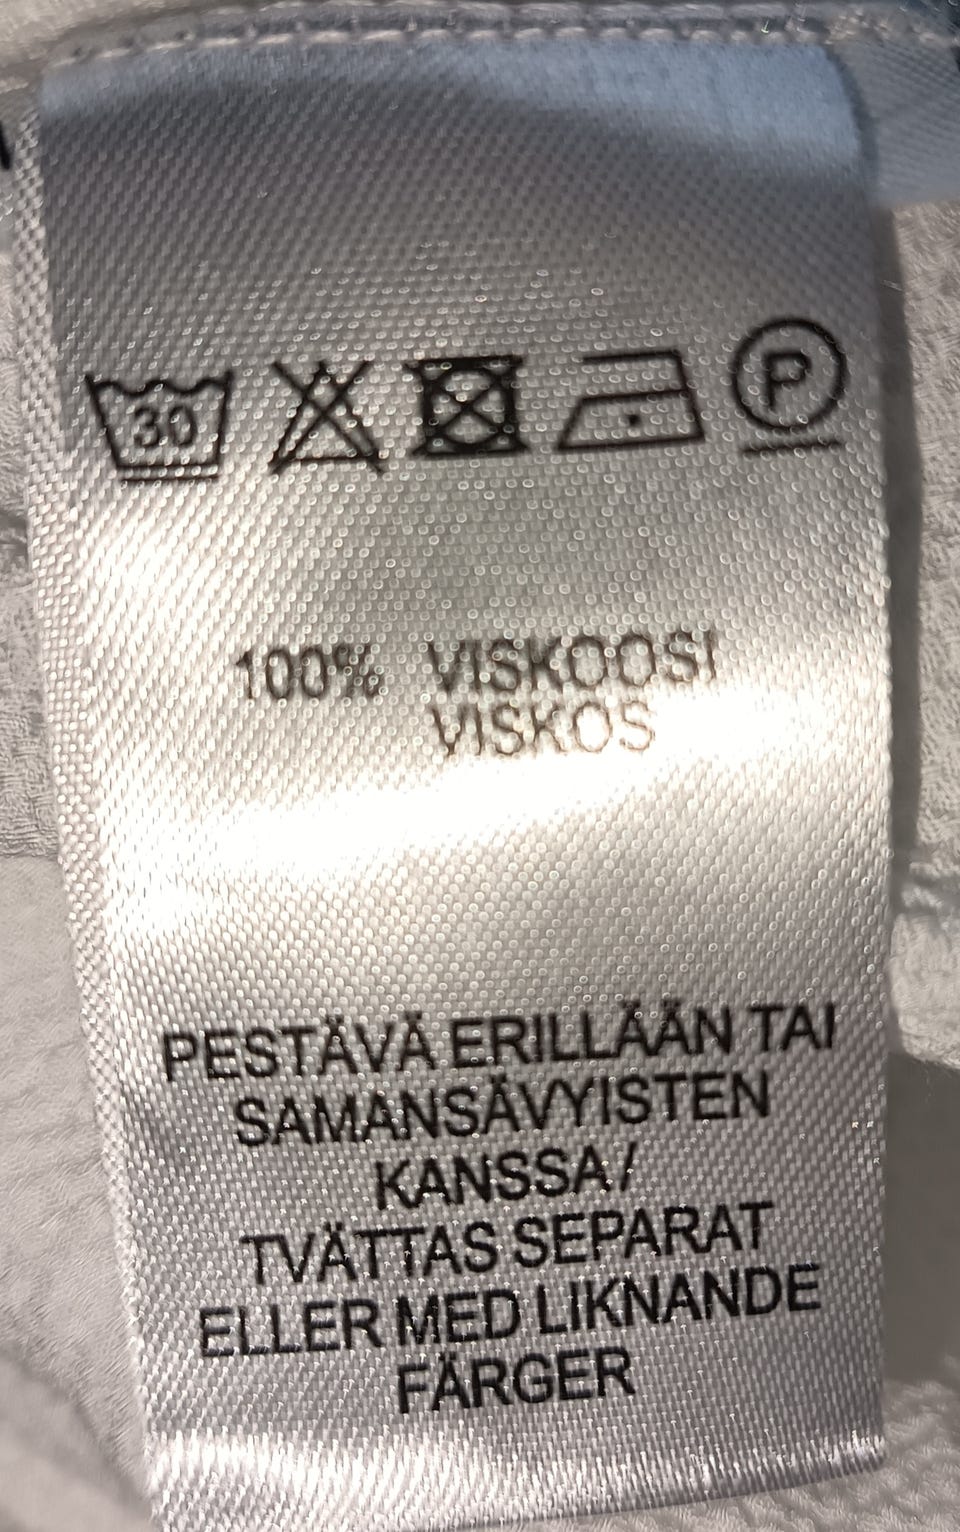 30
P
100% VISKOOSI
VISKOS
PESTÄVÄ ERILLÄÄN TAI
SAMANSÄVYISTEN
KANSSA/
TVÄTTAS SEPARAT
ELLER MED LIKNANDE
FÄRGER